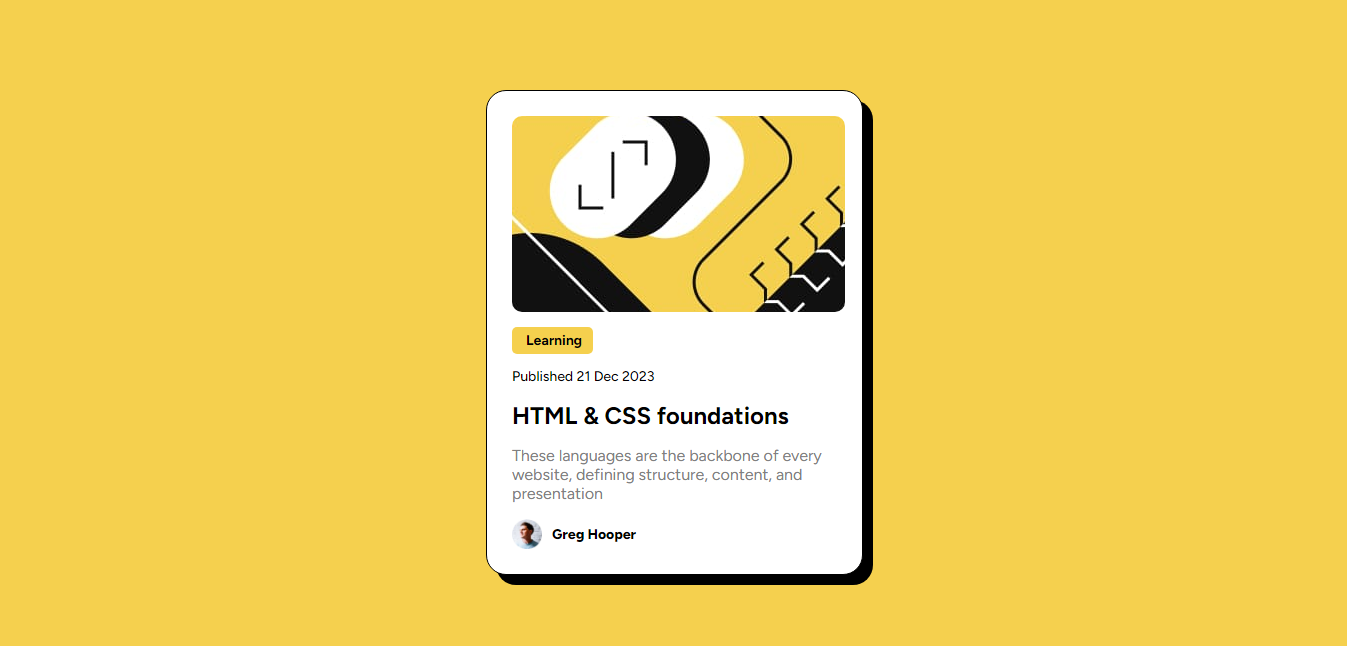 Learning
Published 21 Dec 2023
HTML & CSS foundations
These languages are the backbone of every
website, defining structure, content, and
presentation
Greg Hooper